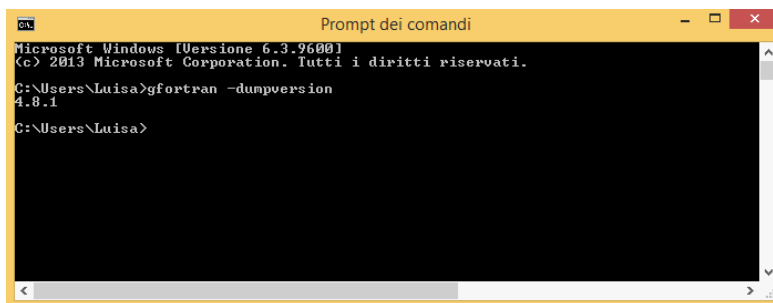 Prompt dei comandi
Microsoft Windows [Versione 6.3.9600]
(c) 2013 Microsoft Corporation. Tutti i diritti riservati.
C:\Users\Luisa>gfortran -dumpversion
4.8.1
C:\Users\Luisa>